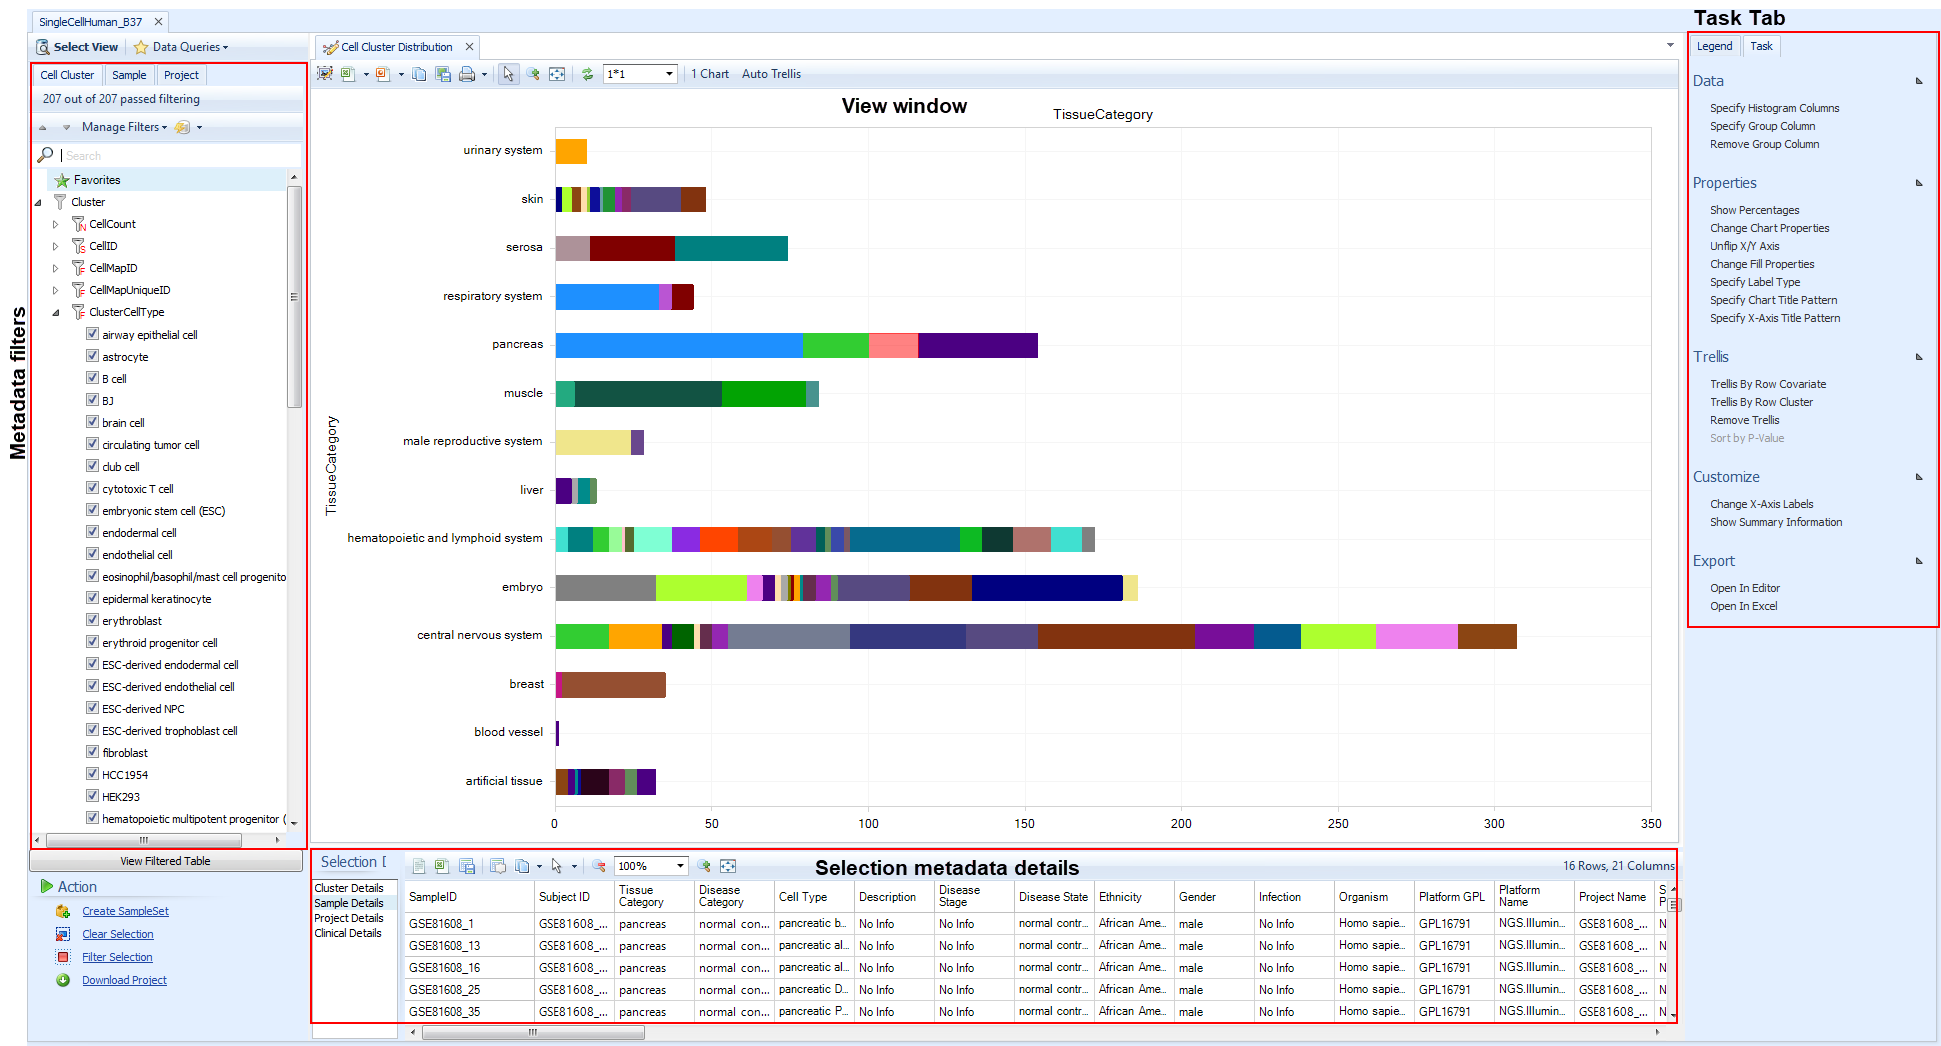 SingleCellHuman_B37
Task Tab
Select View
Data Queries
Cell Cluster Distribution
Legend
Task
Cell Cluster
Sample
Project
1*1
1 Chart
Auto Trellis
207 out of 207 passed filtering
Manage Filters
Search
Metadata filters
Favorites
Cluster
CellCount
CellID
CellMapID
CellMapUniqueID
ClusterCellType
airway epithelial cell
astrocyte
B cell
BJ
brain cell
circulating tumor cell
club cell
cytotoxic T cell
embryonic stem cell (ESC)
endodermal cell
endothelial cell
eosinophil/basophil/mast cell progenito
epidermal keratinocyte
erythroblast
erythroid progenitor cell
ESC-derived endodermal cell
ESC-derived endothelial cell
ESC-derived NPC
ESC-derived trophoblast cell
fibroblast
HCC1954
HEK293
hematopoietic multipotent progenitor (
View Filtered Table
Action
Create SampleSet
Clear Selection
Filter Selection
Download Project
View window
TissueCategory
TissueCategory
urinary system
skin
serosa
respiratory system
pancreas
muscle
male reproductive system
liver
hematopoietic and lymphoid system
embryo
central nervous system
breast
blood vessel
artificial tissue
0 50 100 150 200 250 300 350
Data
Specify Histogram Columns
Specify Group Column
Remove Group Column
Properties
Show Percentages
Change Chart Properties
Unflip X/Y Axis
Change Fill Properties
Specify Label Type
Specify Chart Title Pattern
Specify X-Axis Title Pattern
Trellis
Trellis By Row Covariate
Trellis By Row Cluster
Remove Trellis
Sort by P-Value
Customize
Change X-Axis Labels
Show Summary Information
Export
Open In Editor
Open In Excel
Selection [
100%
Selection metadata details
16 Rows, 21 Columns
Cluster Details
Sample Details
Project Details
Clinical Details
SampleID Subject ID Tissue Category Disease Category Cell Type Description Disease Stage Disease State Ethnicity Gender Infection Organism Platform GPL Platform Name Project Name S P
GSE81608_1 GSE81608_... pancreas normal con... pancreatic b... No Info No Info normal contr... African Ame... male No Info Homo sapie... GPL16791 NGS.Illumin... GSE81608_... N
GSE81608_13 GSE81608_... pancreas normal con... pancreatic al... No Info No Info normal contr... African Ame... male No Info Homo sapie... GPL16791 NGS.Illumin... GSE81608_... N
GSE81608_16 GSE81608_... pancreas normal con... pancreatic al... No Info No Info normal contr... African Ame... male No Info Homo sapie... GPL16791 NGS.Illumin... GSE81608_... N
GSE81608_25 GSE81608_... pancreas normal con... pancreatic D... No Info No Info normal contr... African Ame... male No Info Homo sapie... GPL16791 NGS.Illumin... GSE81608_... N
GSE81608_35 GSE81608_... pancreas normal con... pancreatic P... No Info No Info normal contr... African Ame... male No Info Homo sapie... GPL16791 NGS.Illumin... GSE81608_... N